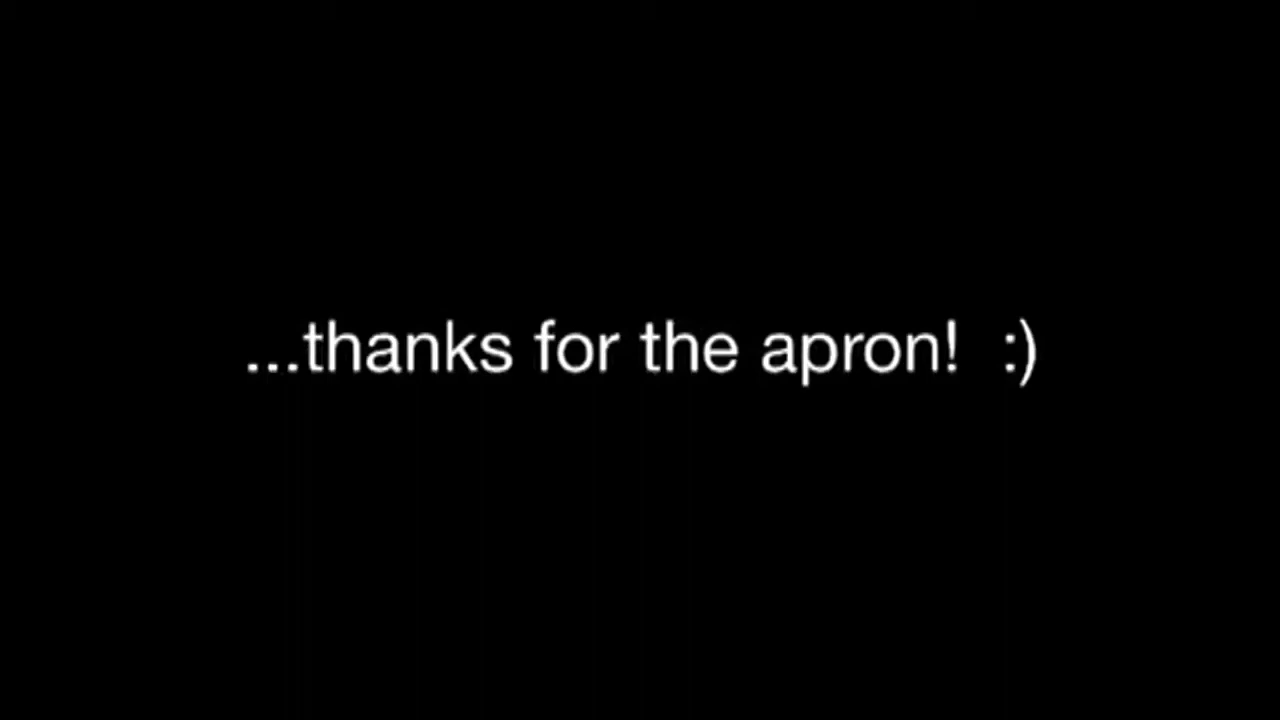 ...thanks for the apron!  :)